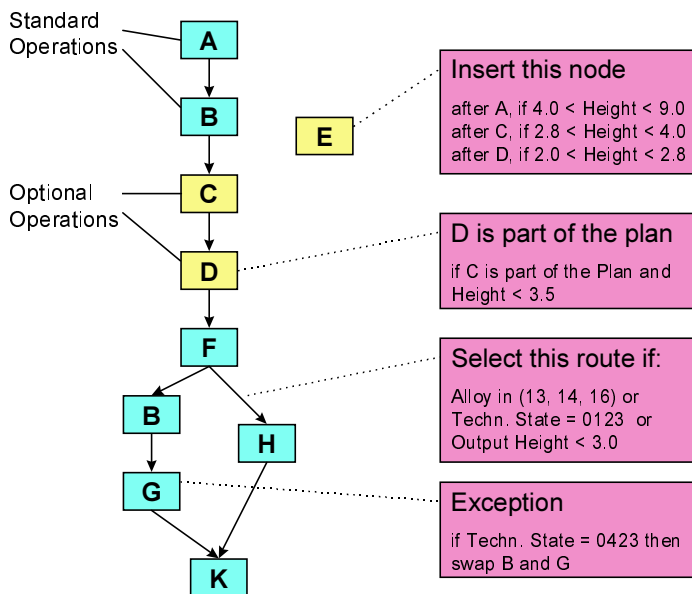 Standard
Operations
A
B
E
Insert this node
after A, if 4.0 < Height < 9.0
after C, if 2.8 < Height < 4.0
after D, if 2.0 < Height < 2.8
Optional
Operations
C
D
D is part of the plan
if C is part of the Plan and
Height < 3.5
F
B
H
G
K
Select this route if:
Alloy in (13, 14, 16) or
Techn. State = 0123 or
Output Height < 3.0
Exception
if Techn. State = 0423 then
swap B and G